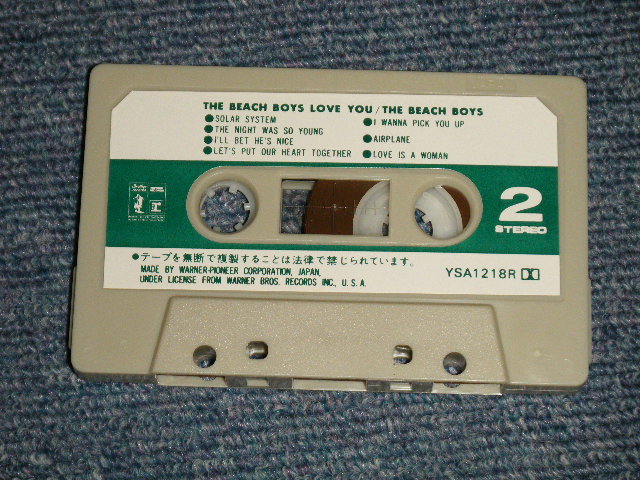 THE BEACH BOYS LOVE YOU / THE BEACH BOYS
●SOLAR SYSTEM
●THE NIGHT WAS SO YOUNG
●I'LL BET HE'S NICE
●LET'S PUT OUR HEART TOGETHER
●I WANNA PICK YOU UP
●AIRPLANE
●LOVE IS A WOMAN
2
STEREO
●テープを無断で複製することは法律で禁じられています。
MADE BY WARNER-PIONEER CORPORATION, JAPAN,
UNDER LICENSE FROM WARNER BROS. RECORDS INC., U.S.A.
YSA1218R